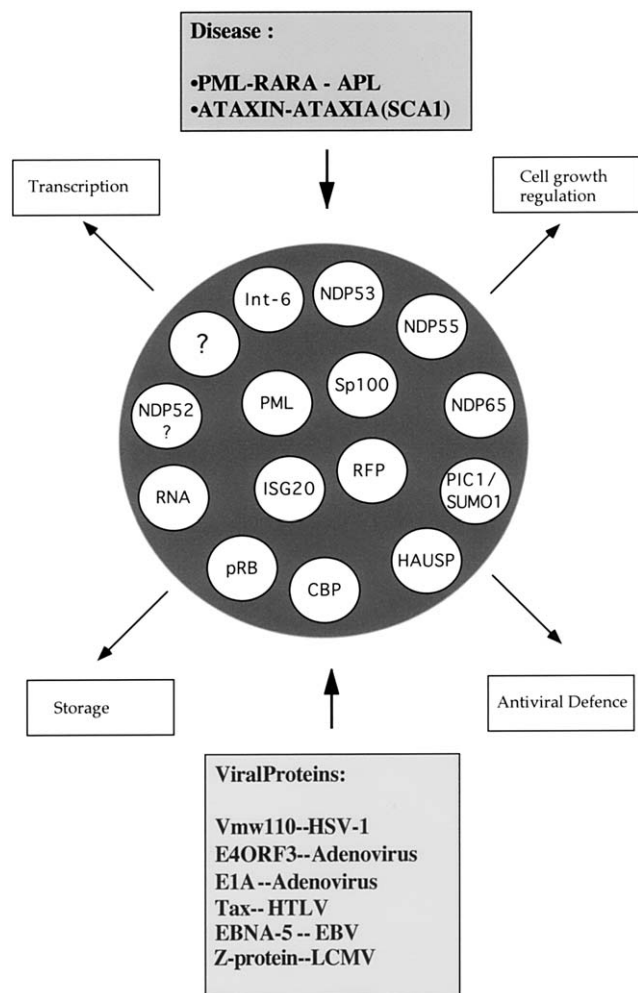 Disease :
•PML-RARA - APL
•ATAXIN-ATAXIA(SCA1)
Transcription
Cell growth
regulation
Int-6
NDP53
NDP55
?
Sp100
PML
NDP52
?
NDP65
RFP
ISG20
RNA
PIC1/
SUMO1
pRB
CBP
HAUSP
Storage
Antiviral Defence
ViralProteins:
Vmw110--HSV-1
E4ORF3--Adenovirus
E1A--Adenovirus
Tax-- HTLV
EBNA-5 -- EBV
Z-protein--LCMV